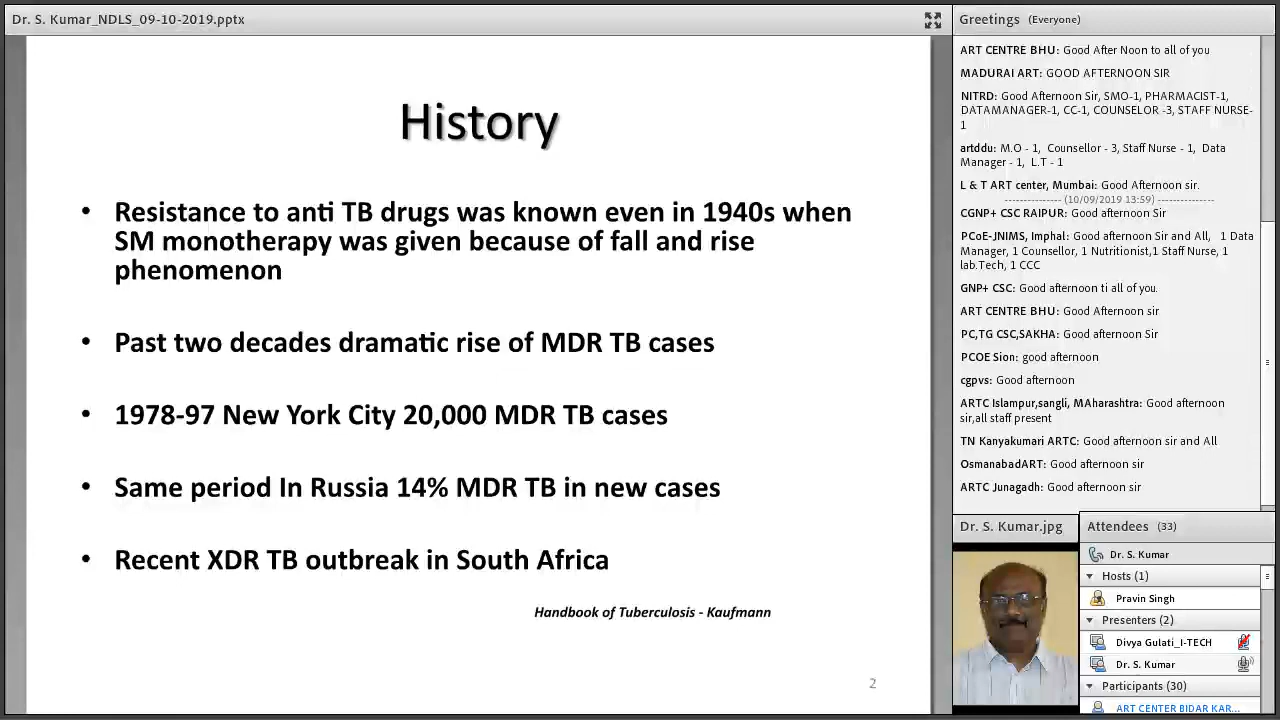 Dr. S. Kumar_NDLS_09-10-2019.pptx
History
• Resistance to anti TB drugs was known even in 1940s when
SM monotherapy was given because of fall and rise
phenomenon
• Past two decades dramatic rise of MDR TB cases
• 1978-97 New York City 20,000 MDR TB cases
• Same period In Russia 14% MDR TB in new cases
• Recent XDR TB outbreak in South Africa
Handbook of Tuberculosis - Kaufmann
2
Greetings (Everyone)
ART CENTRE BHU: Good After Noon to all of you
MADURAI ART: GOOD AFTERNOON SIR
NITRD: Good Afternoon Sir, SMO-1, PHARMACIST-1,
DATAMANAGER-1, CC-1, COUNSELOR -3, STAFF NURSE-
1
artddu: M.O - 1, Counsellor - 3, Staff Nurse - 1, Data
Manager - 1, L.T - 1
L & T ART center, Mumbai: Good Afternoon sir.
--------------- (10/09/2019 13:59) ---------------
CGNP+ CSC RAIPUR: Good afternoon Sir
PCoE-JNIMS, Imphal: Good afternoon Sir and All, 1 Data
Manager, 1 Counsellor, 1 Nutritionist,1 Staff Nurse, 1
lab.Tech, 1 CCC
GNP+ CSC: Good afternoon ti all of you.
ART CENTRE BHU: Good Afternoon sir
PC,TG CSC,SAKHA: Good afternoon Sir
PCOE Sion: good afternoon
cgpvs: Good afternoon
ARTC Islampur,sangli, MAharashtra: Good afternoon
sir,all staff present
TN Kanyakumari ARTC: Good afternoon sir and All
OsmanabadART: Good afternoon sir
ARTC Junagadh: Good afternoon sir
Dr. S. Kumar.jpg
Attendees (33)
Dr. S. Kumar
Hosts (1)
Pravin Singh
Presenters (2)
Divya Gulati_I-TECH
Dr. S. Kumar
Participants (30)
ART CENTER BIDAR KAR...